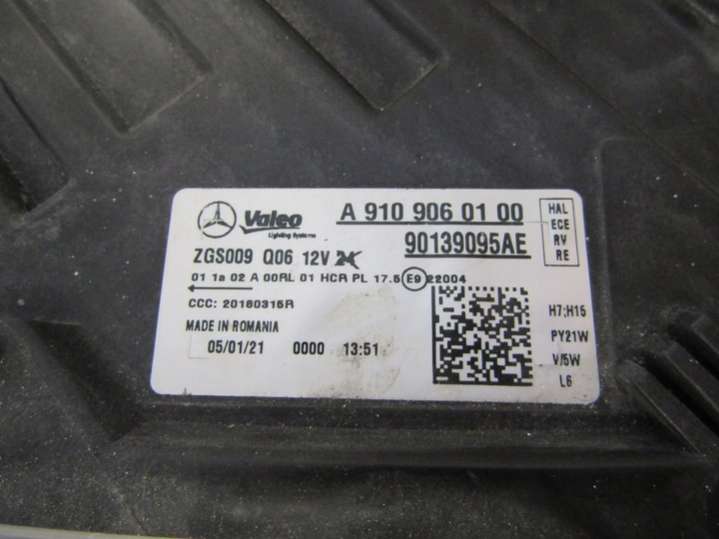 Valeo
Lighting Systems
A 910 906 01 00
90139095AE
HAL
ECE
RV
RE
ZGS009 Q06 12V
01 1a 02 A 00RL 01 HCR PL 17.5 E9 22004
CCC: 20180315R
MADE IN ROMANIA
05/01/21 0000 13:51
H7;H15
PY21W
V/5W
L6